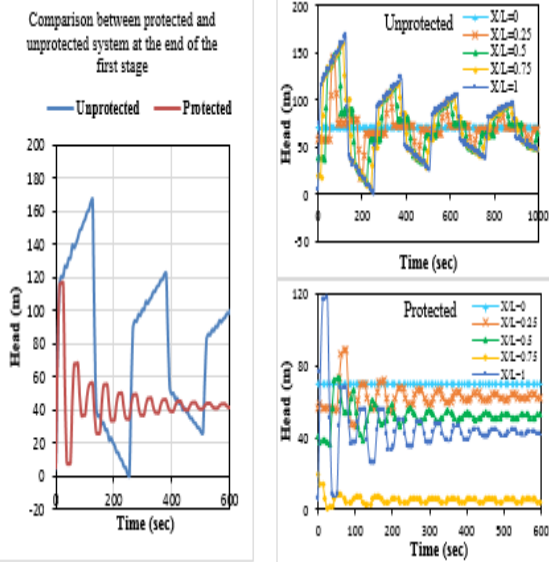 Comparison between protected and
unprotected system at the end of the
first stage
Unprotected Protected
Head (m)
200
180
160
140
120
100
80
60
40
20
0
-20
0 200 400 600
Time (sec)
Unprotected
X/L=0
X/L=0.25
X/L=0.5
X/L=0.75
X/L=1
Head (m)
200
150
100
50
0
-50
0 200 400 600 800 1000
Time (sec)
Protected
X/L=0
X/L=0.25
X/L=0.5
X/L=0.75
X/L=1
Head (m)
120
80
40
0
0 100 200 300 400 500 600
Time (sec)